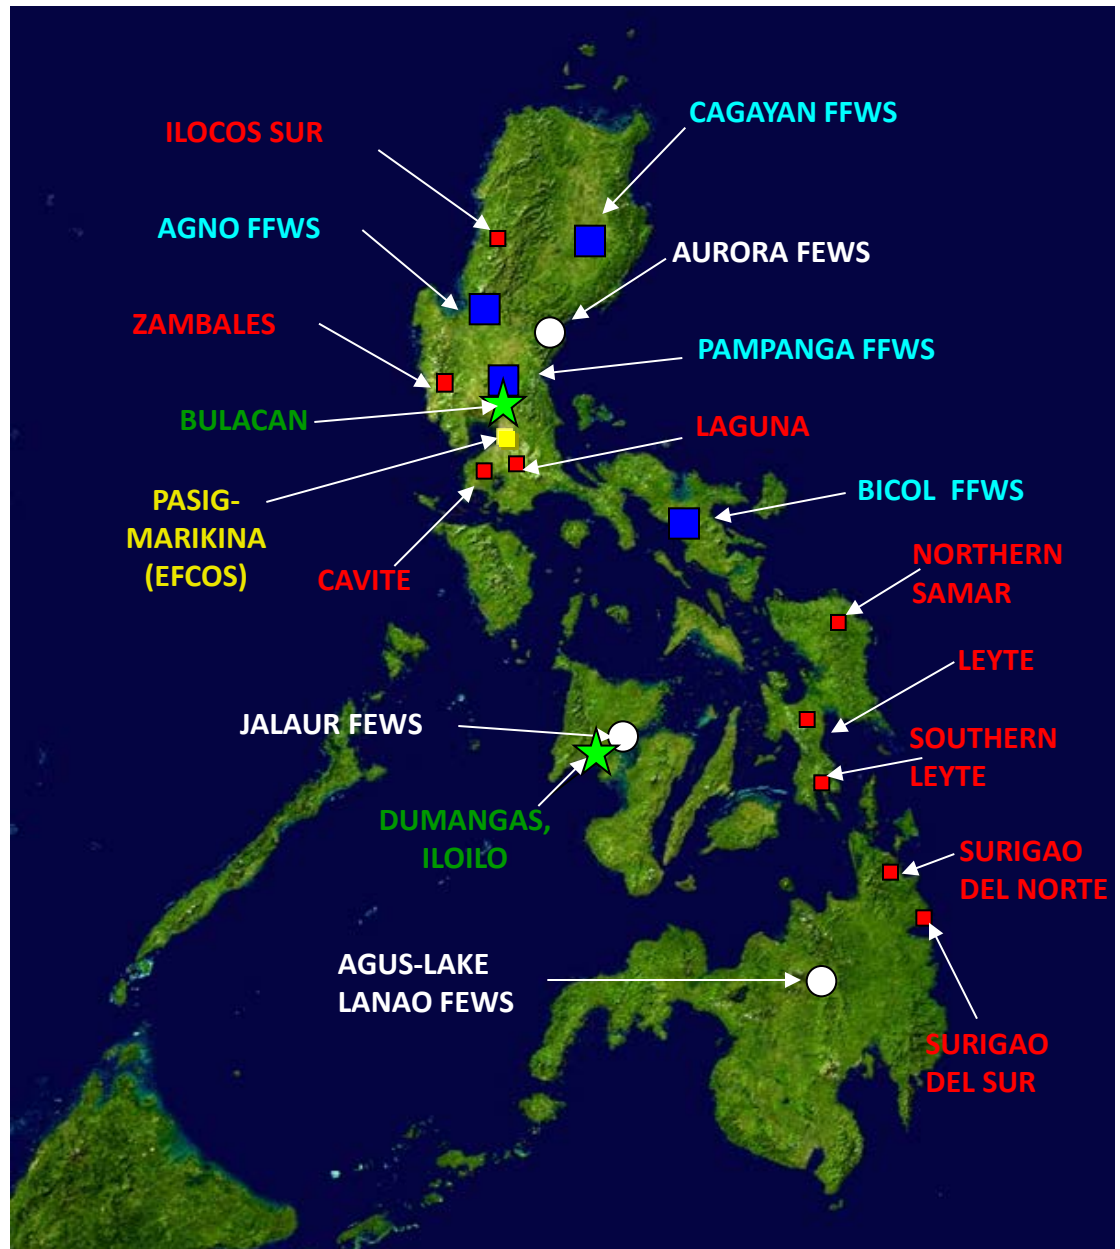 CAGAYAN FFWS
ILOCOS SUR
AGNO FFWS
AURORA FEWS
ZAMBALES
PAMPANGA FFWS
BULACAN
LAGUNA
PASIG-
MARIKINA
(EFCOS)
BICOL FFWS
CAVITE
NORTHERN
SAMAR
LEYTE
JALAUR FEWS
SOUTHERN
LEYTE
DUMANGAS,
ILOILO
SURIGAO
DEL NORTE
AGUS-LAKE
LANAO FEWS
SURIGAO
DEL SUR